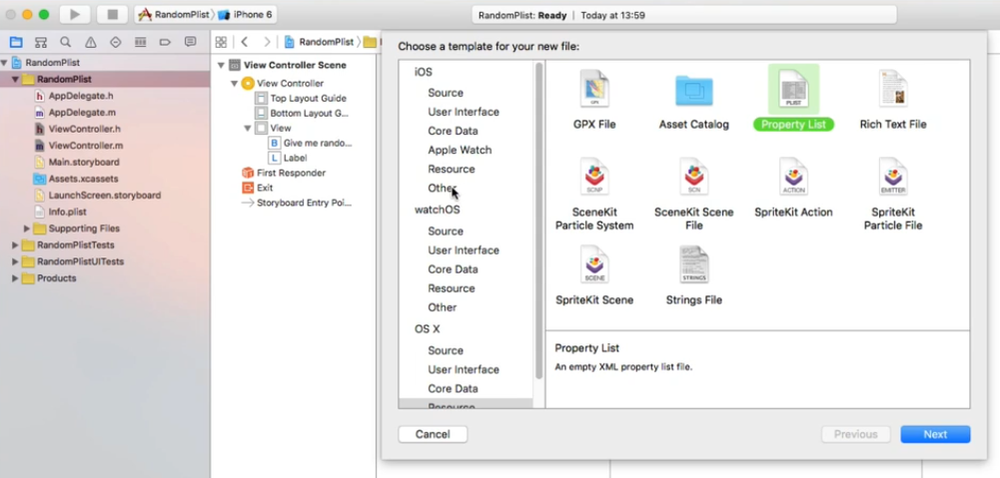 RandomPlist
iPhone 6
RandomPlist: Ready | Today at 13:59
RandomPlist
RandomPlist
AppDelegate.h
AppDelegate.m
ViewController.h
ViewController.m
Main.storyboard
Assets.xcassets
LaunchScreen.storyboard
Info.plist
Supporting Files
RandomPlistTests
RandomPlistUITests
Products
RandomPlist
View Controller Scene
View Controller
Top Layout Guide
Bottom Layout G...
View
B Give me rando...
L Label
First Responder
Exit
Storyboard Entry Poi...
Choose a template for your new file:
iOS
Source
User Interface
Core Data
Apple Watch
Resource
Other
watchOS
Source
User Interface
Core Data
Resource
Other
OS X
Source
User Interface
Core Data
Resource
GPX
GPX File
Asset Catalog
PLIST
Property List
Rich Text File
SCNP
SceneKit
Particle System
SCN
SceneKit Scene
File
ACTION
SpriteKit Action
EMITTER
SpriteKit
Particle File
SCENE
SpriteKit Scene
STRINGS
Strings File
Property List
An empty XML property list file.
Cancel
Previous
Next